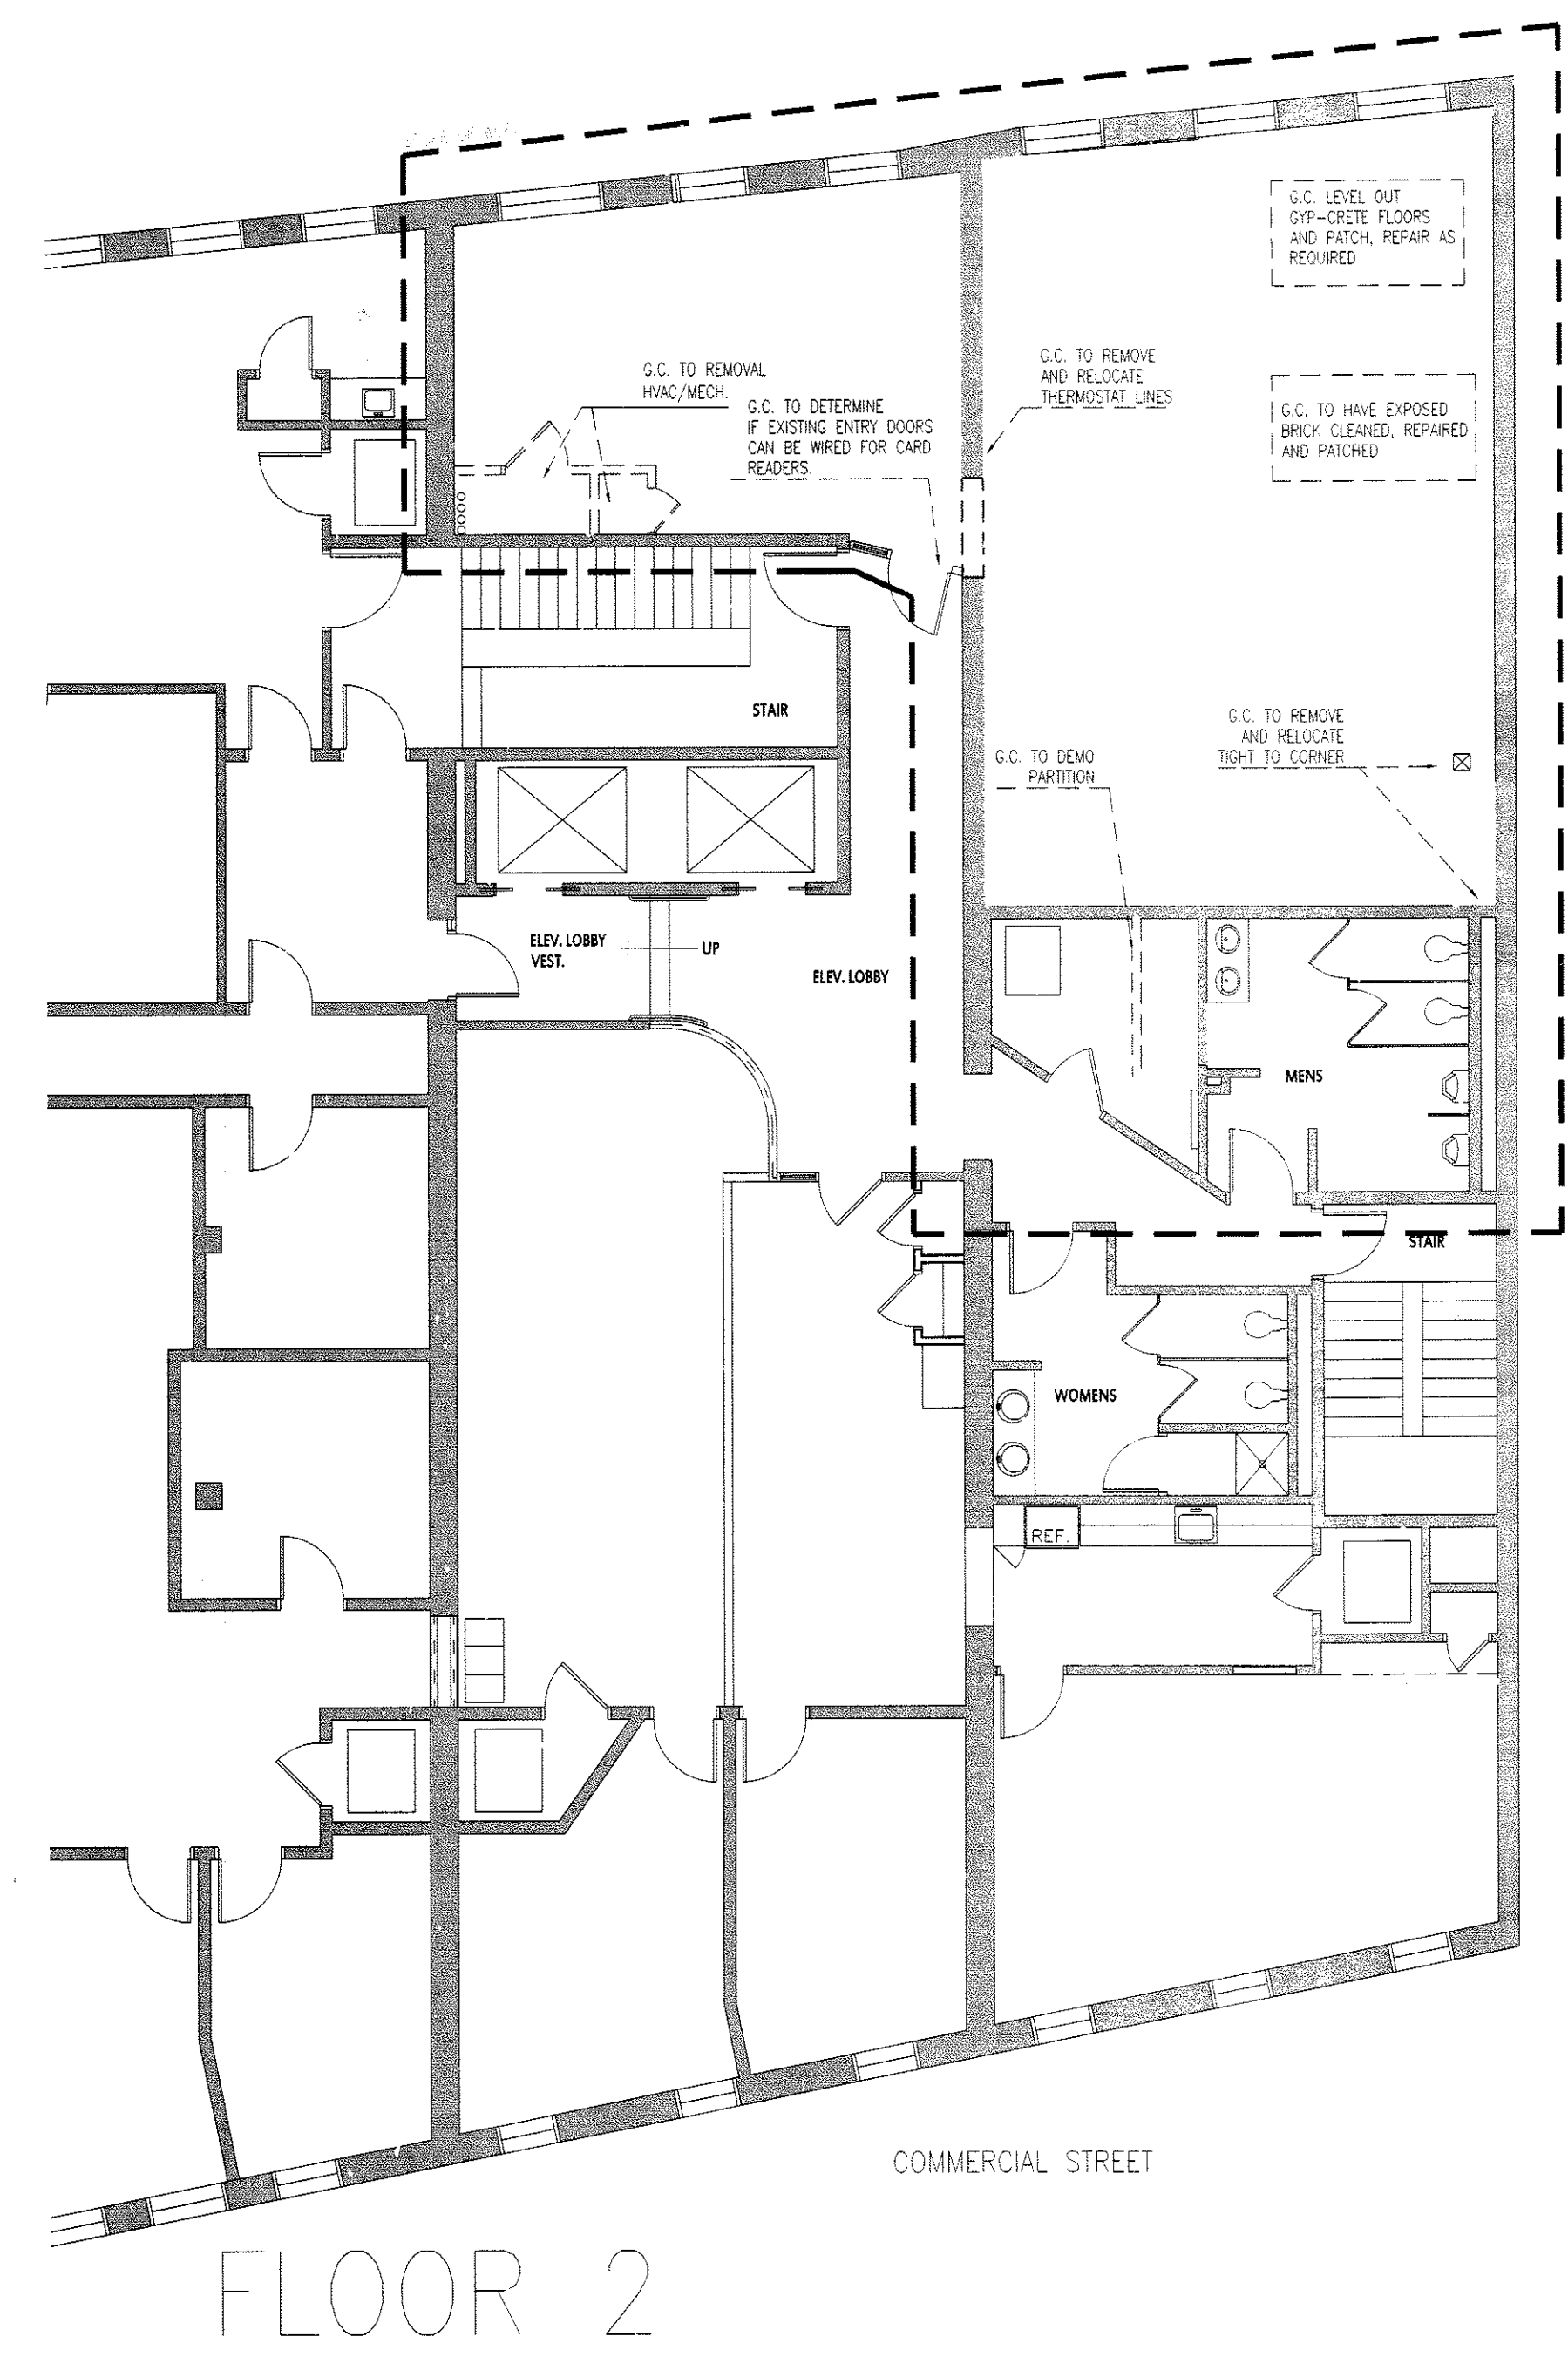 G.C. LEVEL OUT
GYP-CRETE FLOORS
AND PATCH, REPAIR AS
REQUIRED
G.C. TO REMOVAL
HVAC/MECH.
G.C. TO DETERMINE
IF EXISTING ENTRY DOORS
CAN BE WIRED FOR CARD
READERS.
G.C. TO REMOVE
AND RELOCATE
THERMOSTAT LINES
G.C. TO HAVE EXPOSED
BRICK CLEANED, REPAIRED
AND PATCHED
STAIR
G.C. TO DEMO
PARTITION
G.C. TO REMOVE
AND RELOCATE
TIGHT TO CORNER
ELEV. LOBBY
VEST.
UP
ELEV. LOBBY
MENS
STAIR
WOMENS
REF.
COMMERCIAL STREET
FLOOR 2